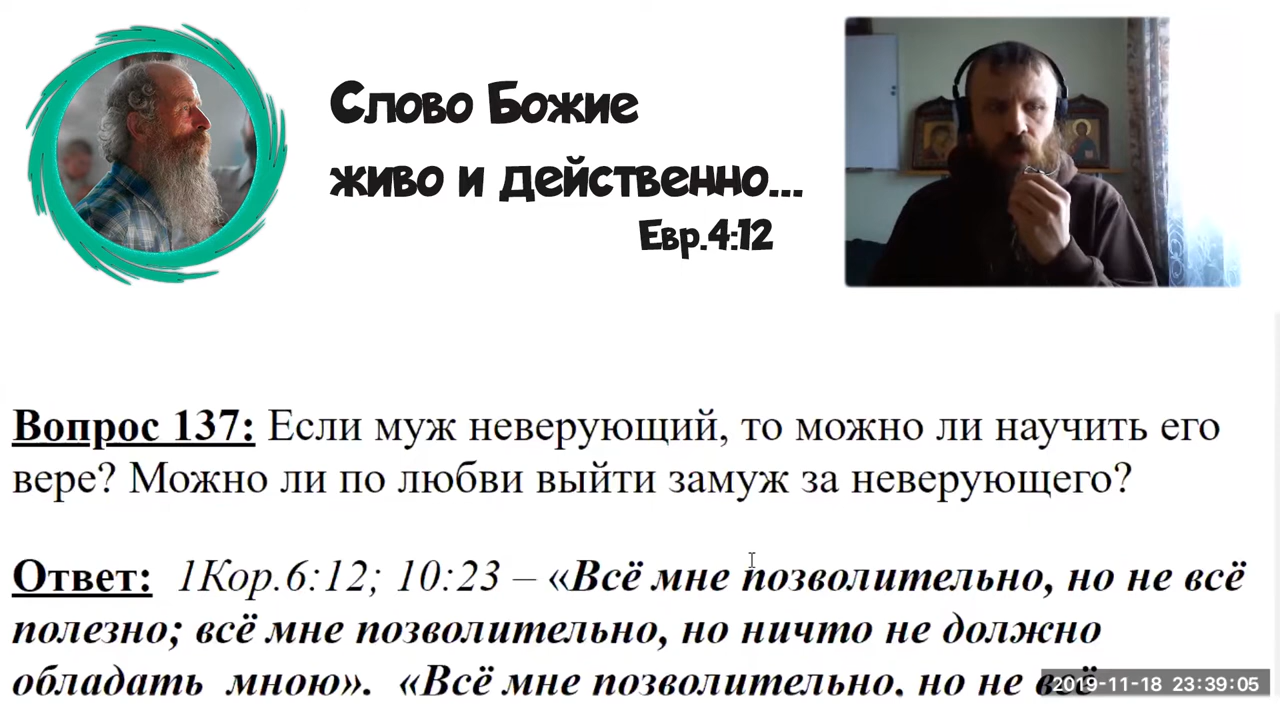 Слово Божие
живо и действенно...
Евр.4:12
Вопрос 137: Если муж неверующий, то можно ли научить его
вере? Можно ли по любви выйти замуж за неверующего?
Ответ: 1Кор.6:12; 10:23 – «Всё мне позволительно, но не всё
полезно; всё мне позволительно, но ничто не должно
обладать мною». «Всё мне позволительно, но не всё
2019-11-18 23:39:05